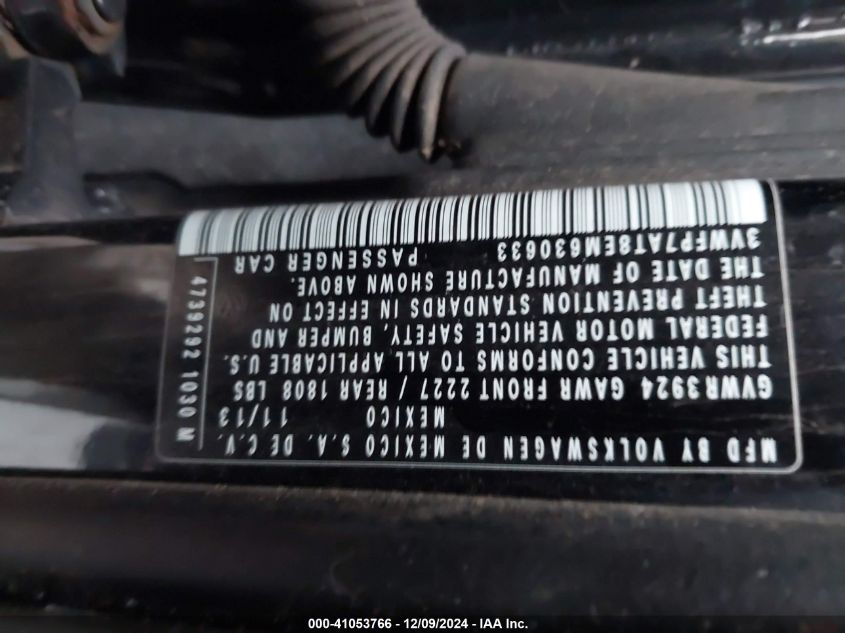 MFD BY VOLKSWAGEN DE MEXICO S.A. DE C.V.
MEXICO 11/13
GVWR3924 GAWR FRONT 2227 / REAR 1808 LBS
THIS VEHICLE CONFORMS TO ALL APPLICABLE U.S.
FEDERAL MOTOR VEHICLE SAFETY, BUMPER AND
THEFT PREVENTION STANDARDS IN EFFECT ON
THE DATE OF MANUFACTURE SHOWN ABOVE.
3VWFP7AT8EM630633 PASSENGER CAR
4739292 1030 M
000-41053766 - 12/09/2024 - IAA Inc.